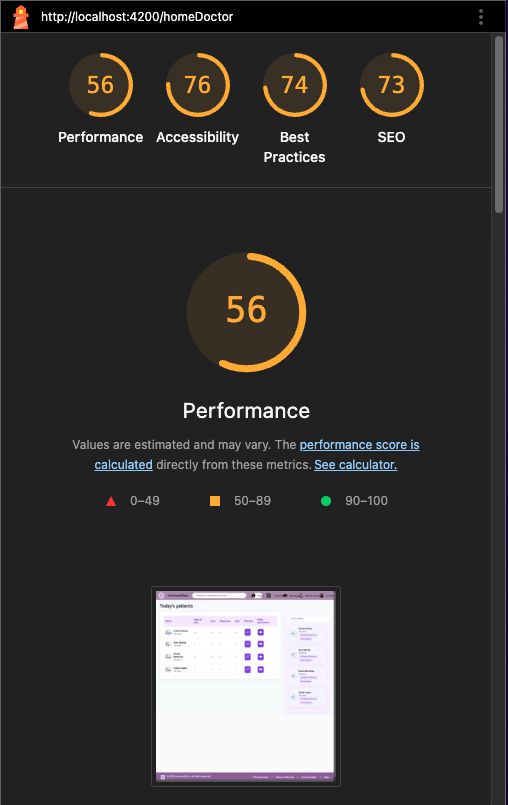 http://localhost:4200/homeDoctor
56
76
74
73
Performance
Accessibility
Best
Practices
SEO
56
Performance
Values are estimated and may vary. The performance score is
calculated directly from these metrics. See calculator.
0–49
50–89
90–100
Today's patients